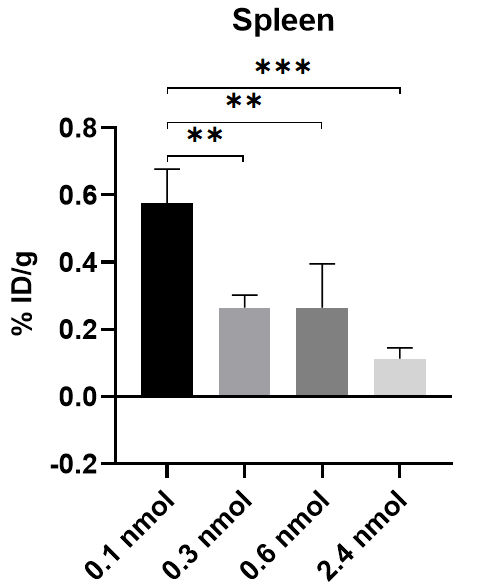 Spleen
***
**
**
0.8
0.6
0.4
0.2
0.0
-0.2
% ID/g
0.1 nmol
0.3 nmol
0.6 nmol
2.4 nmol